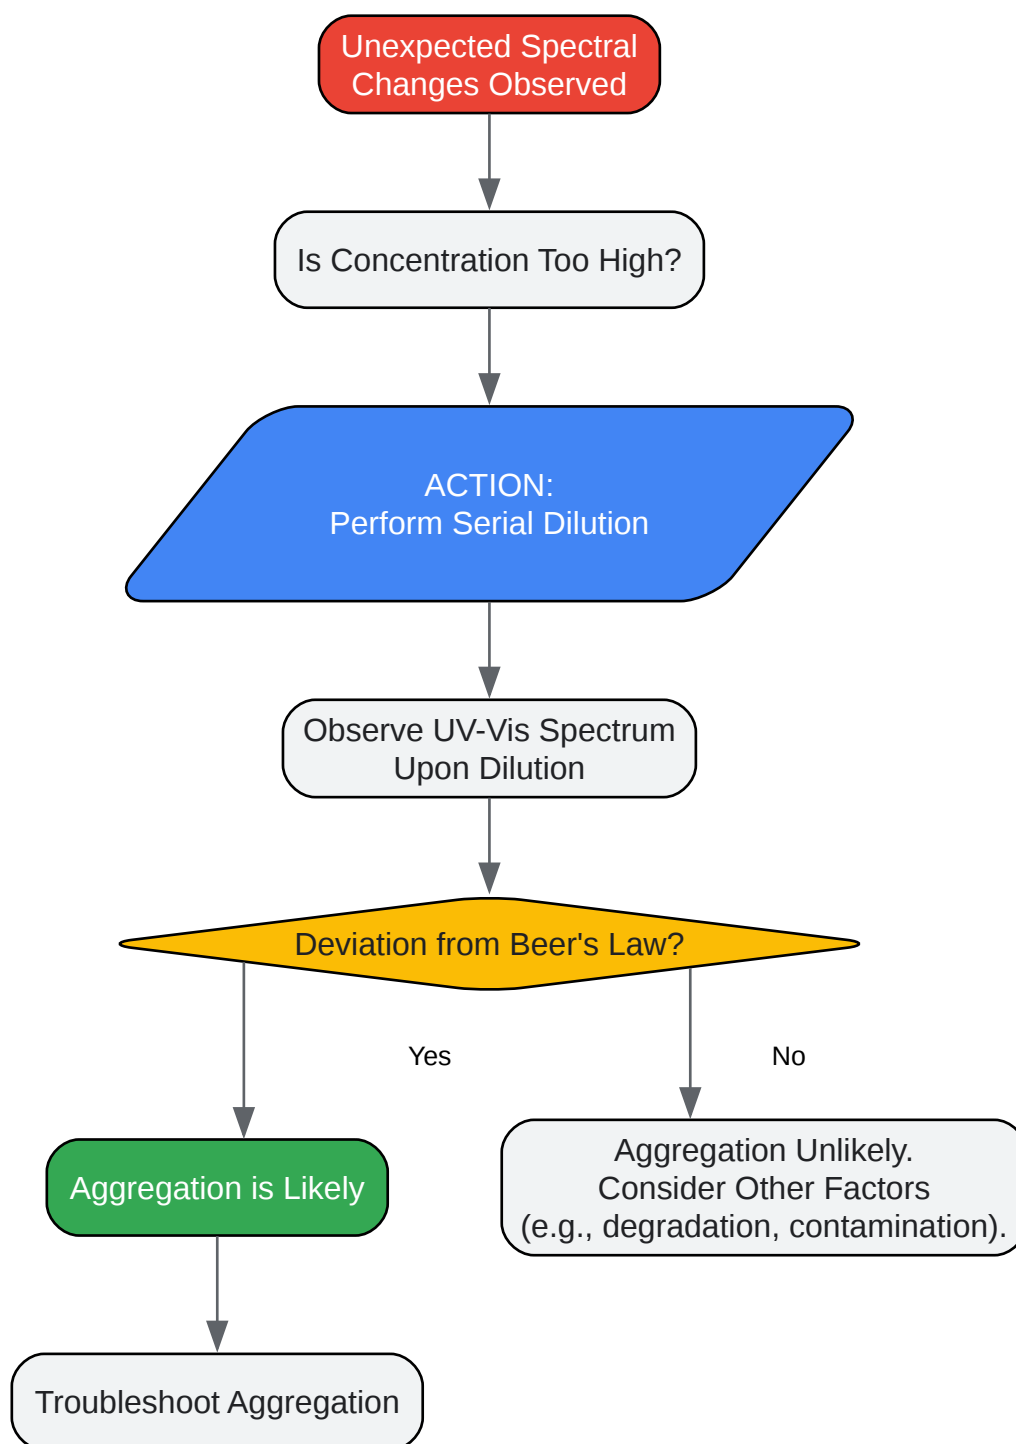 Unexpected Spectral
Changes Observed
Is Concentration Too High?
ACTION:
Perform Serial Dilution
Observe UV-Vis Spectrum
Upon Dilution
Deviation from Beer's Law?
Yes
No
Aggregation is Likely
Aggregation Unlikely.
Consider Other Factors
(e.g., degradation, contamination).
Troubleshoot Aggregation